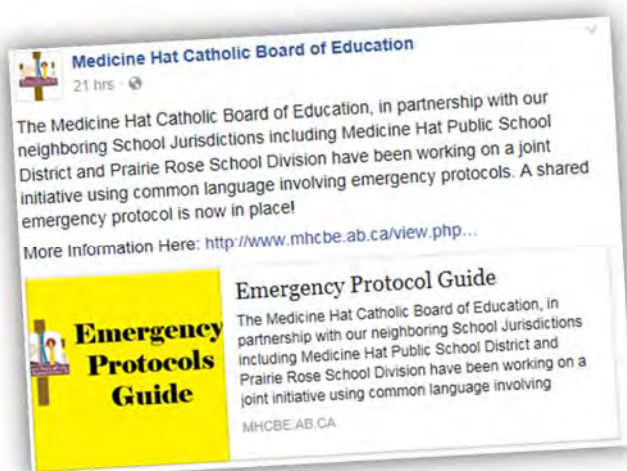 Medicine Hat Catholic Board of Education
21 hrs ·
The Medicine Hat Catholic Board of Education, in partnership with our
neighboring School Jurisdictions including Medicine Hat Public School
District and Prairie Rose School Division have been working on a joint
initiative using common language involving emergency protocols. A shared
emergency protocol is now in place!
More Information Here: http://www.mhcbe.ab.ca/view.php...
Emergency
Protocols
Guide
Emergency Protocol Guide
The Medicine Hat Catholic Board of Education, in
partnership with our neighboring School Jurisdictions
including Medicine Hat Public School District and
Prairie Rose School Division have been working on a
joint initiative using common language involving
MHCBE.AB.CA